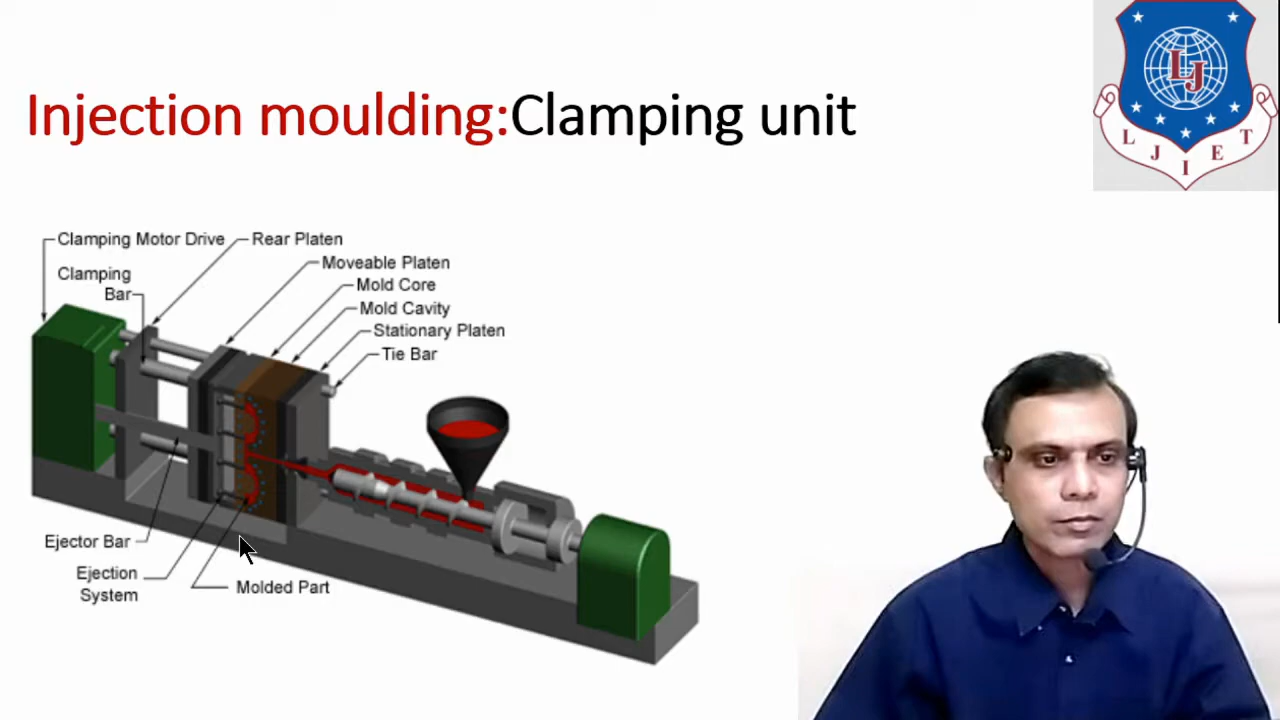 Injection moulding:Clamping unit
LJ
L J I E T
Clamping Motor Drive
Rear Platen
Clamping
Bar
Moveable Platen
Mold Core
Mold Cavity
Stationary Platen
Tie Bar
Ejector Bar
Ejection
System
Molded Part